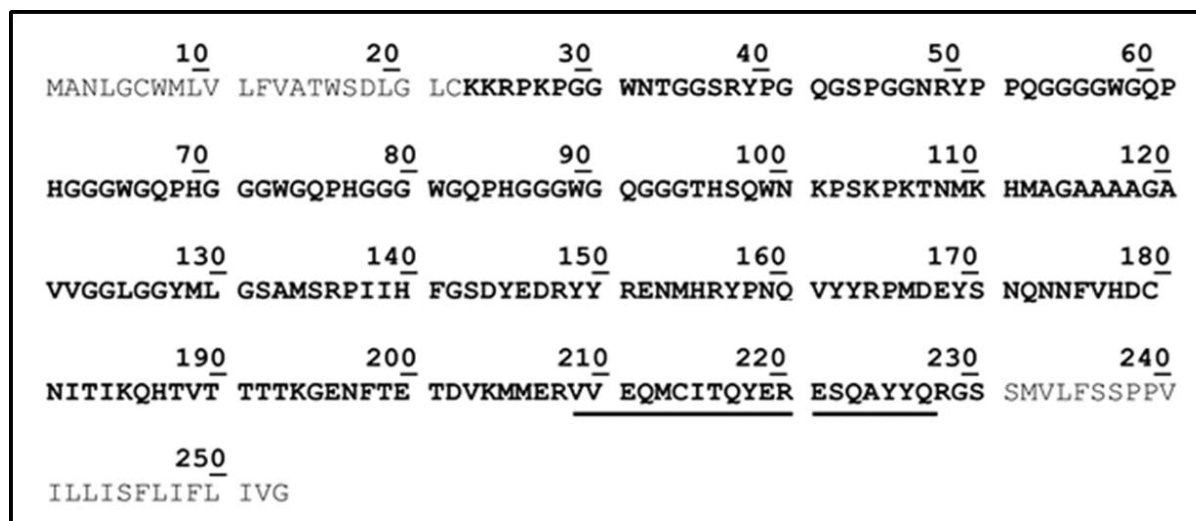 10 20 30 40 50 60
MANLGCWMLV LFVATWSDLG LCKKRPKPGG WNTGGSRYPG QGSPGGNRYP PQGGGGWGQP
70 80 90 100 110 120
HGGGWGQPHG GGWGQPHGGG WGQPHGGGWG QGGGTHSQWN KPSKPKTNMK HMAGAAAAGA
130 140 150 160 170 180
VVGGLGGYML GSAMSRPIIH FGSDYEDRYY RENMHRYPNQ VYYRPMDEYS NQNNFVHDC
190 200 210 220 230 240
NITIKQHTVT TTTKGENFTE TDVKMMERVV EQMCITQYER ESQAYYQRGS SMVLFSSPPV
250
ILLISFLIFL IVG